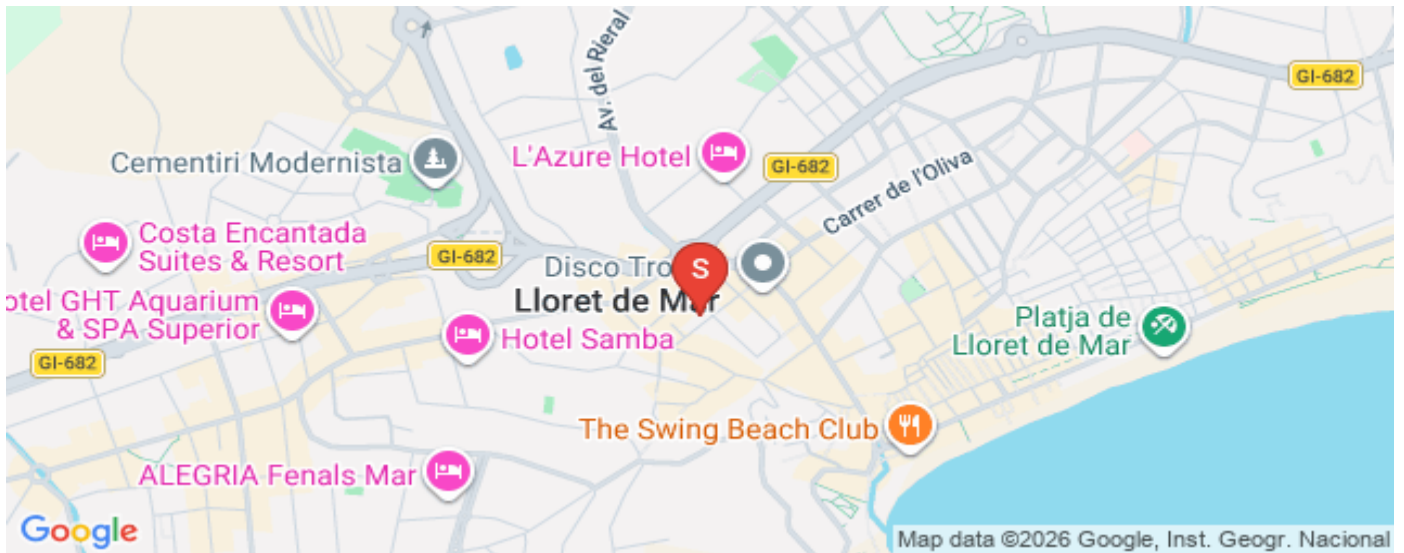 Av. del Rieral
GI-682
Cementiri Modernista
L'Azure Hotel
GI-682
Carrer de l'Oliva
Costa Encantada
Suites & Resort
GI-682
Disco Tro
S
Lloret de Mar
otel GHT Aquarium
& SPA Superior
Hotel Samba
Platja de
Lloret de Mar
GI-682
The Swing Beach Club
ALEGRIA Fenals Mar
Google
Map data ©2026 Google, Inst. Geogr. Nacional